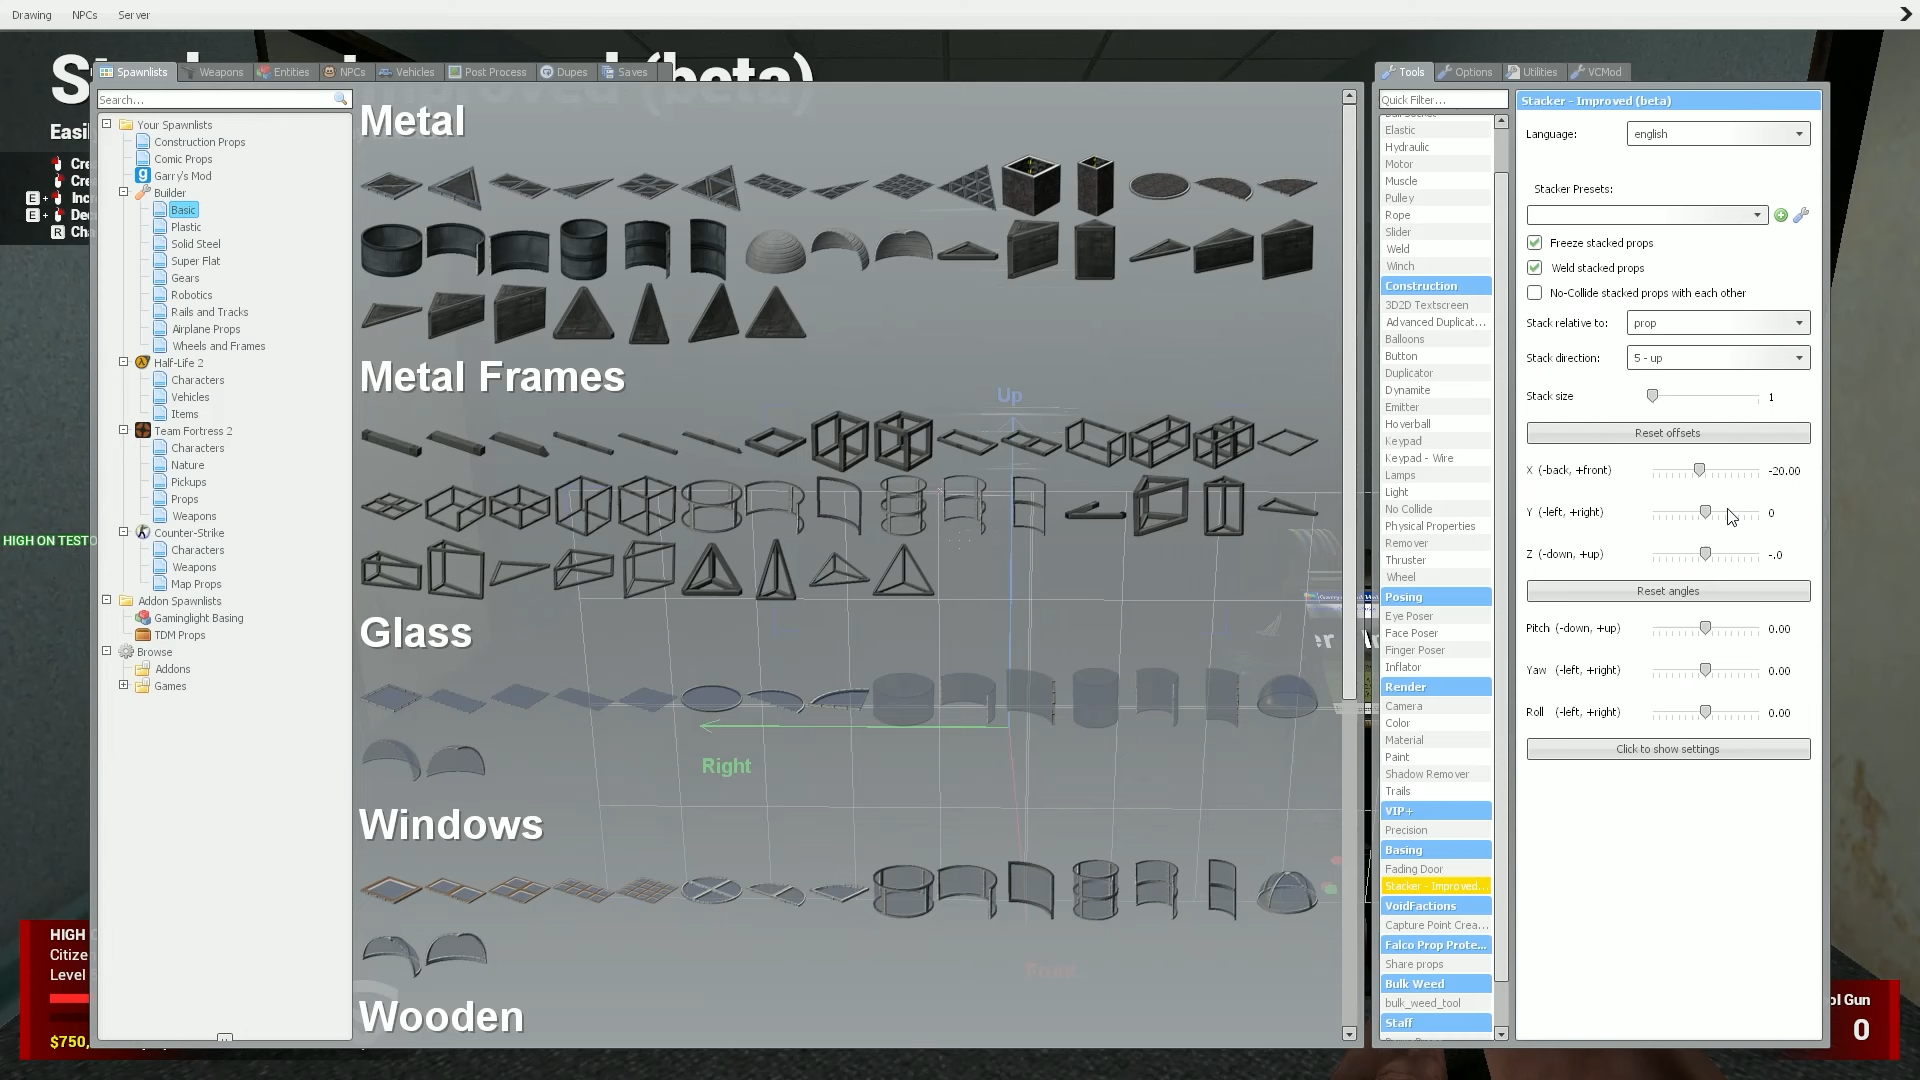 Drawing NPCs Server
Spawnlists Weapons Entities NPCs Vehicles Post Process Dupes Saves
Tools Options Utilities VCMod
(beta)
Easil
Cre
Cre
E + Inc
E + Dec
R Cha
HIGH ON TESTO
HIGH
Citize
Level
$750,
Search...
Your Spawnlists
Construction Props
Comic Props
Garry's Mod
Builder
Basic
Plastic
Solid Steel
Super Flat
Gears
Robotics
Rails and Tracks
Airplane Props
Wheels and Frames
Half-Life 2
Characters
Vehicles
Items
Team Fortress 2
Characters
Nature
Pickups
Props
Weapons
Counter-Strike
Characters
Weapons
Map Props
Addon Spawnlists
Gaminglight Basing
TDM Props
Browse
Addons
Games
Metal
Metal Frames
Up
Glass
Right
Windows
Wooden
Quick Filter...
Elastic
Hydraulic
Motor
Muscle
Pulley
Rope
Slider
Weld
Winch
Construction
3D2D Textscreen
Advanced Duplicat...
Balloons
Button
Duplicator
Dynamite
Emitter
Hoverball
Keypad
Keypad - Wire
Lamps
Light
No Collide
Physical Properties
Remover
Thruster
Wheel
Posing
Eye Poser
Face Poser
Finger Poser
Inflator
Render
Camera
Color
Material
Paint
Shadow Remover
Trails
VIP+
Precision
Basing
Fading Door
Stacker - Improved...
VoidFactions
Capture Point Crea...
Falco Prop Prote...
Share props
Bulk Weed
bulk_weed_tool
Staff
Stacker - Improved (beta)
Language: english
Stacker Presets:
Freeze stacked props
Weld stacked props
No-Collide stacked props with each other
Stack relative to: prop
Stack direction: 5 - up
Stack size 1
Reset offsets
X (-back, +front) -20.00
Y (-left, +right) 0
Z (-down, +up) -.0
Reset angles
Pitch (-down, +up) 0.00
Yaw (-left, +right) 0.00
Roll (-left, +right) 0.00
Click to show settings
ol Gun
0